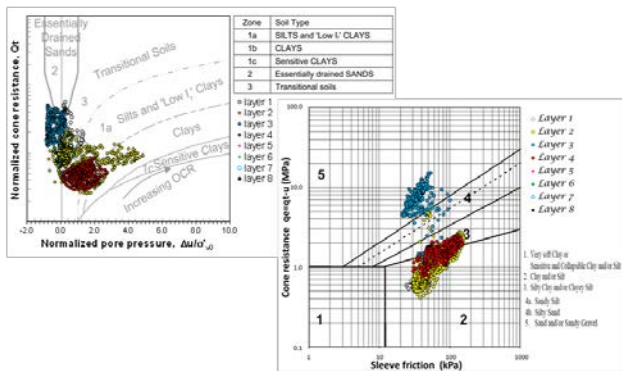 Normalized cone resistance, Qt
Essentially
Drained
Sands
2
3
Transitional Soils
1a
Silts and 'Low Iᵣ' Clays
Clays
1c Sensitive CLAYS
Increasing OCR
-2.0
0.0
2.0
4.0
6.0
8.0
10.0
Normalized pore pressure, Δu/σ'v0
Zone Soil Type
1a SILTS and 'Low Iᵣ' CLAYS
1b CLAYS
1c Sensitive CLAYS
2 Essentially drained SANDS
3 Transitional soils
layer 1
layer 2
layer 3
layer 4
layer 5
layer 6
layer 7
layer 8
Cone resistance qe=qt-u (MPa)
100.0
10.0
1.0
0.1
5
4
3
1
2
1
10
100
1000
Sleeve friction (kPa)
Layer 1
Layer 2
Layer 3
Layer 4
Layer 5
Layer 6
Layer 7
Layer 8
1. Very soft Clay or
Sensitive and Collapsible Clay and/or Silt
2. Clay and/or Silt
3. Silty Clay and/or Clayey Silt
4a. Sandy Silt
4b. Silty Sand
5. Sand and/or Sandy Gravel